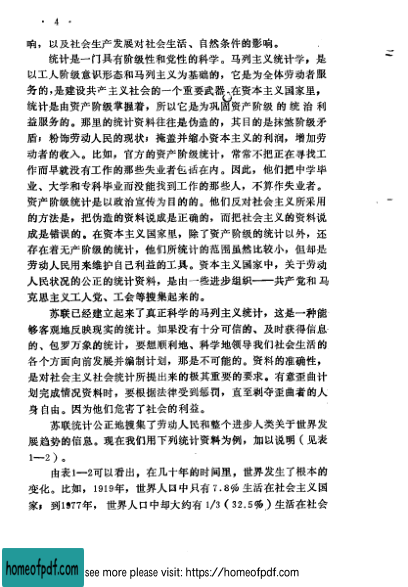 · 4 ·
响，以及社会生产发展对社会生活、自然条件的影响。
统计是一门具有阶级性和党性的科学。马列主义统计学，是
以工人阶级意识形态和马列主义为基础的，它是为全体劳动者服
务的，是建设共产主义社会的一个重要武器。在资本主义国家里，
统计是由资产阶级掌握着，所以它是为巩固资产阶级的统治利
益服务的。那里的统计资料往往是伪造的，其目的是抹煞阶级矛
盾；粉饰劳动人民的现状；掩盖并缩小资本主义的利润，增加劳
动者的收入。比如，官方的资产阶级统计，常常不把正在寻找工
作而早就没有工作的那些失业者包括在内。因此，他们把中学毕
业、大学和专科毕业而没能找到工作的那些人，不算作失业者。
资产阶级统计是以政治宣传为目的的。他们反对社会主义所采用
的方法是，把伪造的资料说成是正确的，而把社会主义的资料说
成是错误的。在资本主义国家里，除了资产阶级的统计以外，还
存在着无产阶级的统计，他们所统计的范围虽然比较小，但却是
劳动人民用来维护自己利益的工具。资本主义国家中，关于劳动
人民状况的公正的统计资料，是由一些进步组织——共产党和马
克思主义工人党、工会等搜集起来的。
苏联已经建立起来了真正科学的马列主义统计，这是一种能
够客观地反映现实的统计。如果没有十分可信的、及时获得信息
的、包罗万象的统计，要想顺利地、科学地领导我们社会生活的
各个方面向前发展并编制计划，那是不可能的。资料的准确性，
是对社会主义社会统计所提出来的极其重要的要求。有意歪曲计
划完成情况资料时，要根据法律受到惩罚，直至剥夺歪曲者的人
身自由。因为他们危害了社会的利益。
苏联统计公正地搜集了劳动人民和整个进步人类关于世界发
展趋势的信息。现在我们用下列统计资料为例，加以说明（见表
1—2）。
由表1—2可以看出，在几十年的时间里，世界发生了根本的
变化。比如，1919年，世界人口中只有7.8%生活在社会主义国
家；到1977年，世界人口中却大约有1/3（32.5%）生活在社会
homeofpdf.com
see more please visit: https://homeofpdf.com